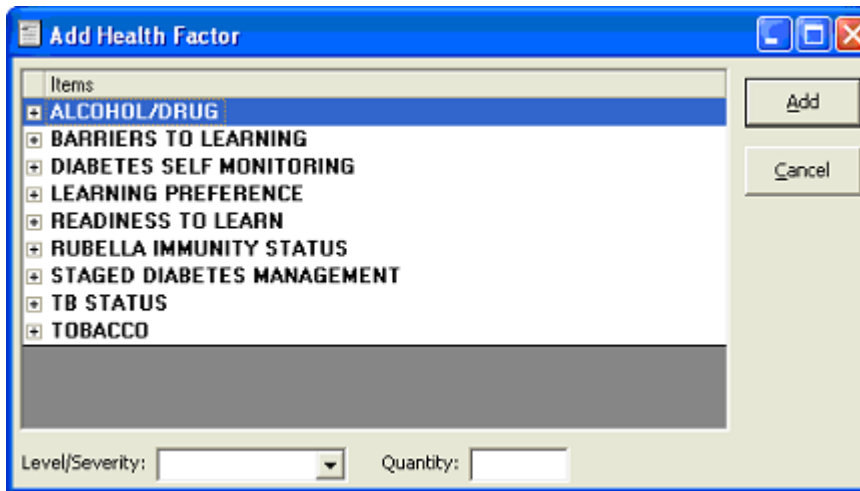 Add Health Factor
Items
ALCOHOL/DRUG
BARRIERS TO LEARNING
DIABETES SELF MONITORING
LEARNING PREFERENCE
READINESS TO LEARN
RUBELLA IMMUNITY STATUS
STAGED DIABETES MANAGEMENT
TB STATUS
TOBACCO
Add
Cancel
Level/Severity: Quantity: